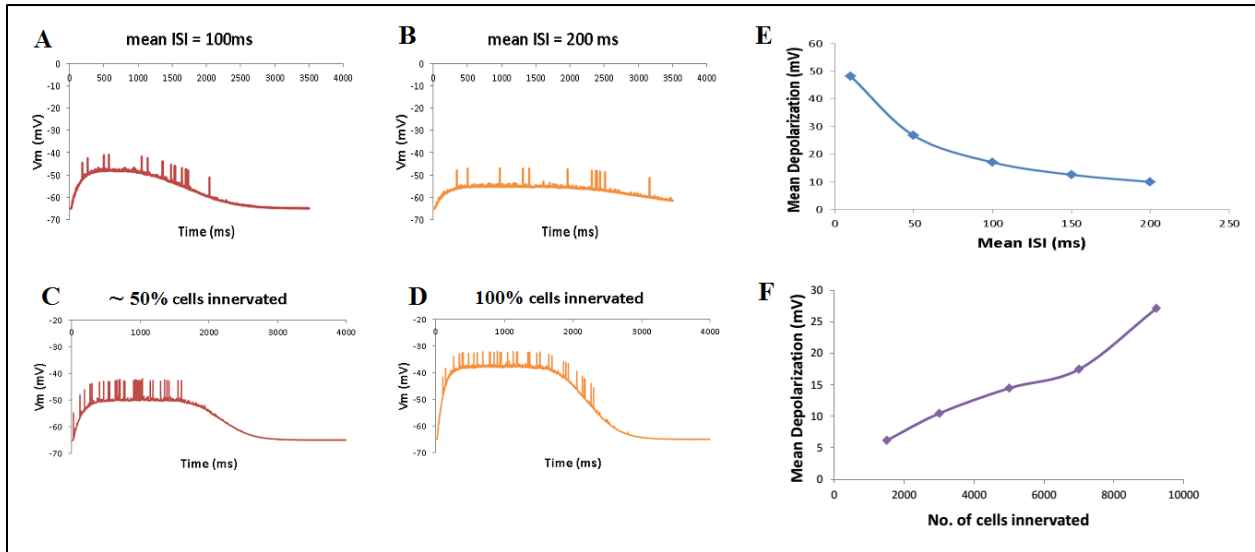 A
mean ISI = 100ms
0
0 500 1000 1500 2000 2500 3000 3500 4000
-10
-20
-30
-40
-50
-60
-70
Vm (mV)
Time (ms)
B
mean ISI = 200 ms
0
0 500 1000 1500 2000 2500 3000 3500 4000
-10
-20
-30
-40
-50
-60
-70
Vm (mV)
Time (ms)
C
~ 50% cells innervated
-20
0 1000 2000 3000 4000
-30
-40
-50
-60
-70
Vm (mV)
Time (ms)
D
100% cells innervated
-20
0 1000 2000 3000 4000
-30
-40
-50
-60
-70
Vm (mV)
Time (ms)
E
60
50
40
30
20
10
0
Mean Depolarization (mV)
0 50 100 150 200 250
Mean ISI (ms)
F
30
25
20
15
10
5
0
Mean Depolarization (mV)
0 2000 4000 6000 8000 10000
No. of cells innervated